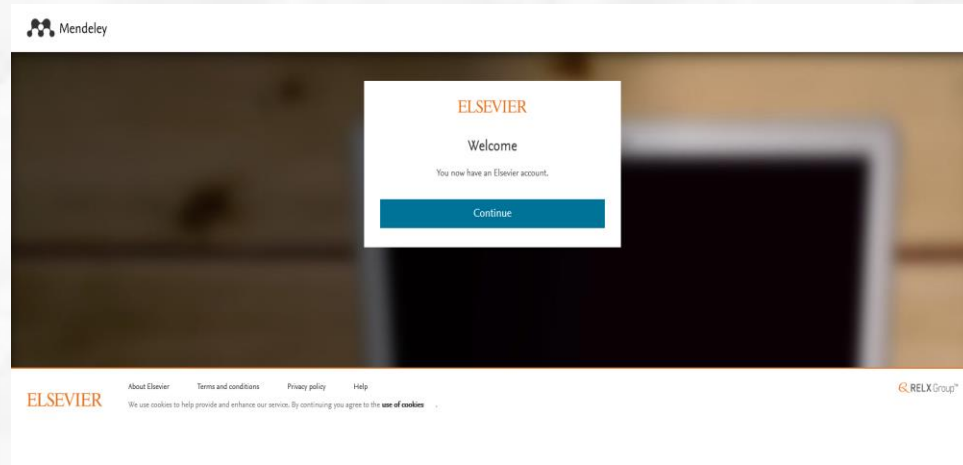 Mendeley
ELSEVIER
Welcome
You now have an Elsevier account.
Continue
ELSEVIER
About Elsevier Terms and conditions Privacy policy Help
We use cookies to help provide and enhance our service. By continuing you agree to the use of cookies .
RELX Group™